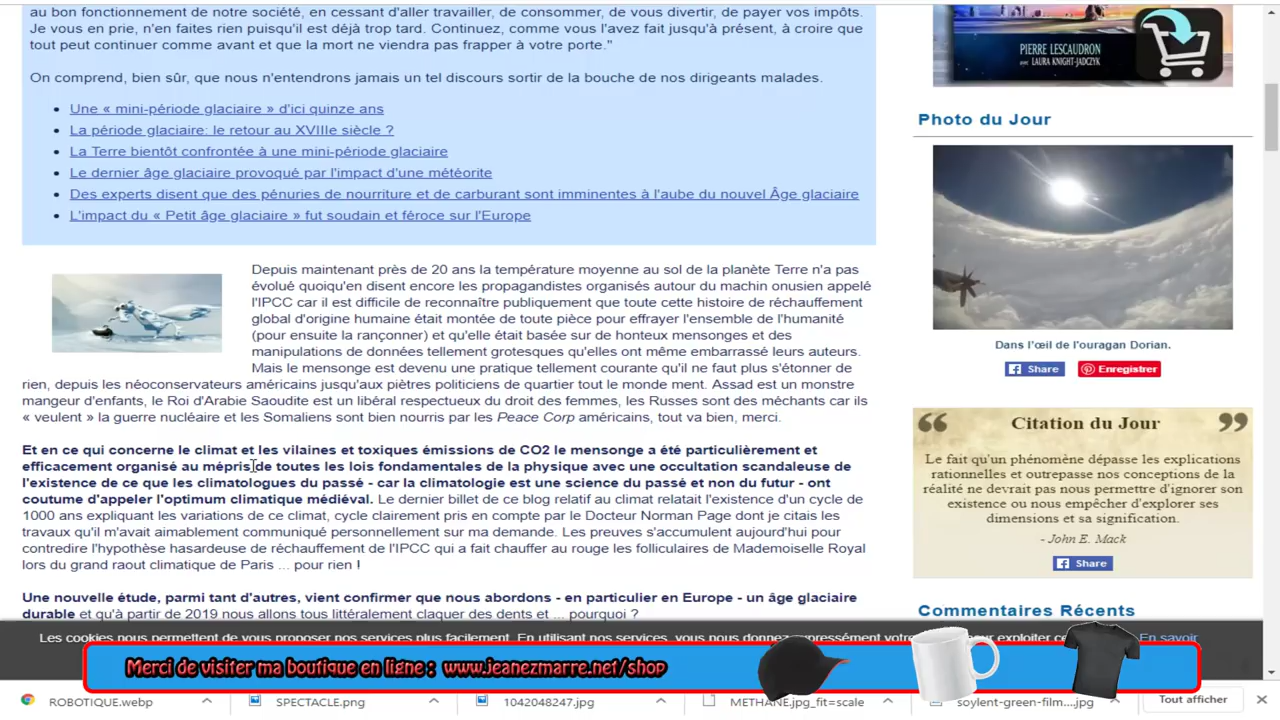 au bon fonctionnement de notre société, en cessant d'aller travailler, de consommer, de vous divertir, de payer vos impôts.
Je vous en prie, n'en faites rien puisqu'il est déjà trop tard. Continuez, comme vous l'avez fait jusqu'à présent, à croire que
tout peut continuer comme avant et que la mort ne viendra pas frapper à votre porte."
On comprend, bien sûr, que nous n'entendrons jamais un tel discours sortir de la bouche de nos dirigeants malades.
Une « mini-période glaciaire » d'ici quinze ans
La période glaciaire: le retour au XVIIIe siècle ?
La Terre bientôt confrontée à une mini-période glaciaire
Le dernier âge glaciaire provoqué par l'impact d'une météorite
Des experts disent que des pénuries de nourriture et de carburant sont imminentes à l'aube du nouvel Âge glaciaire
L'impact du « Petit âge glaciaire » fut soudain et féroce sur l'Europe
Depuis maintenant près de 20 ans la température moyenne au sol de la planète Terre n'a pas
évolué quoiqu'en disent encore les propagandistes organisés autour du machin onusien appelé
l'IPCC car il est difficile de reconnaître publiquement que toute cette histoire de réchauffement
global d'origine humaine était montée de toute pièce pour effrayer l'ensemble de l'humanité
(pour ensuite la rançonner) et qu'elle était basée sur de honteux mensonges et des
manipulations de données tellement grotesques qu'elles ont même embarrassé leurs auteurs.
Mais le mensonge est devenu une pratique tellement courante qu'il ne faut plus s'étonner de
rien, depuis les néoconservateurs américains jusqu'aux piètres politiciens de quartier tout le monde ment. Assad est un monstre
mangeur d'enfants, le Roi d'Arabie Saoudite est un libéral respectueux du droit des femmes, les Russes sont des méchants car ils
« veulent » la guerre nucléaire et les Somaliens sont bien nourris par les Peace Corp américains, tout va bien, merci.
Et en ce qui concerne le climat et les vilaines et toxiques émissions de CO2 le mensonge a été particulièrement et
efficacement organisé au mépris de toutes les lois fondamentales de la physique avec une occultation scandaleuse de
l'existence de ce que les climatologues du passé - car la climatologie est une science du passé et non du futur - ont
coutume d'appeler l'optimum climatique médiéval. Le dernier billet de ce blog relatif au climat relatait l'existence d'un cycle de
1000 ans expliquant les variations de ce climat, cycle clairement pris en compte par le Docteur Norman Page dont je citais les
travaux qu'il m'avait aimablement communiqué personnellement sur ma demande. Les preuves s'accumulent aujourd'hui pour
contredire l'hypothèse hasardeuse de réchauffement de l'IPCC qui a fait chauffer au rouge les folliculaires de Mademoiselle Royal
lors du grand raout climatique de Paris ... pour rien !
Une nouvelle étude, parmi tant d'autres, vient confirmer que nous abordons - en particulier en Europe - un âge glaciaire
durable et qu'à partir de 2019 nous allons tous littéralement claquer des dents et ... pourquoi ?
PIERRE LESCAUDRON
avec LAURA KNIGHT-JADCZYK
Photo du Jour
Dans l'œil de l'ouragan Dorian.
Share
Enregistrer
Citation du Jour
Le fait qu'un phénomène dépasse les explications
rationnelles et outrepasse nos conceptions de la
réalité ne devrait pas nous permettre d'ignorer son
existence ou nous empêcher d'explorer ses
dimensions et sa signification.
- John E. Mack
Share
Commentaires Récents
Les cookies nous permettent de vous proposer nos services plus facilement. En utilisant nos services, vous nous donnez expressément votre pour exploiter En savoir
Merci de visiter ma boutique en ligne : www.jeanezmarre.net/shop
ROBOTIQUE.webp
SPECTACLE.png
1042048247.jpg
METHANE.jpg_fit=scale
soylent-green-film....jpg
Tout afficher